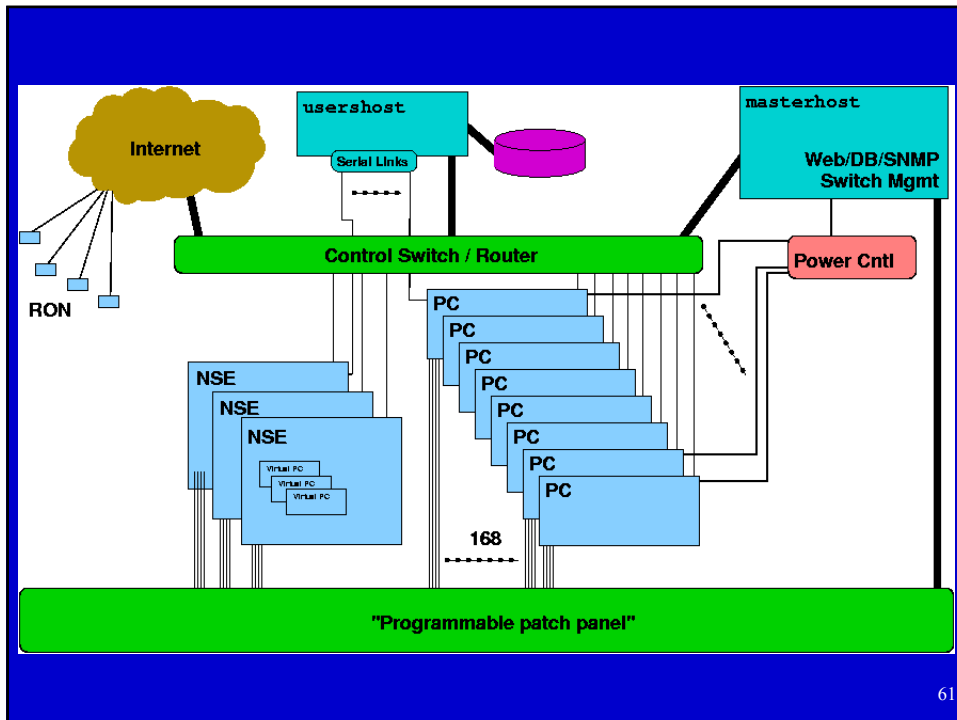 usershost
masterhost
Internet
Serial Links
Web/DB/SNMP
Switch Mgmt
Control Switch / Router
Power Cntl
RON
PC
PC
PC
PC
PC
PC
PC
PC
NSE
NSE
NSE
Virtual PC
Virtual PC
Virtual PC
168
"Programmable patch panel"
61